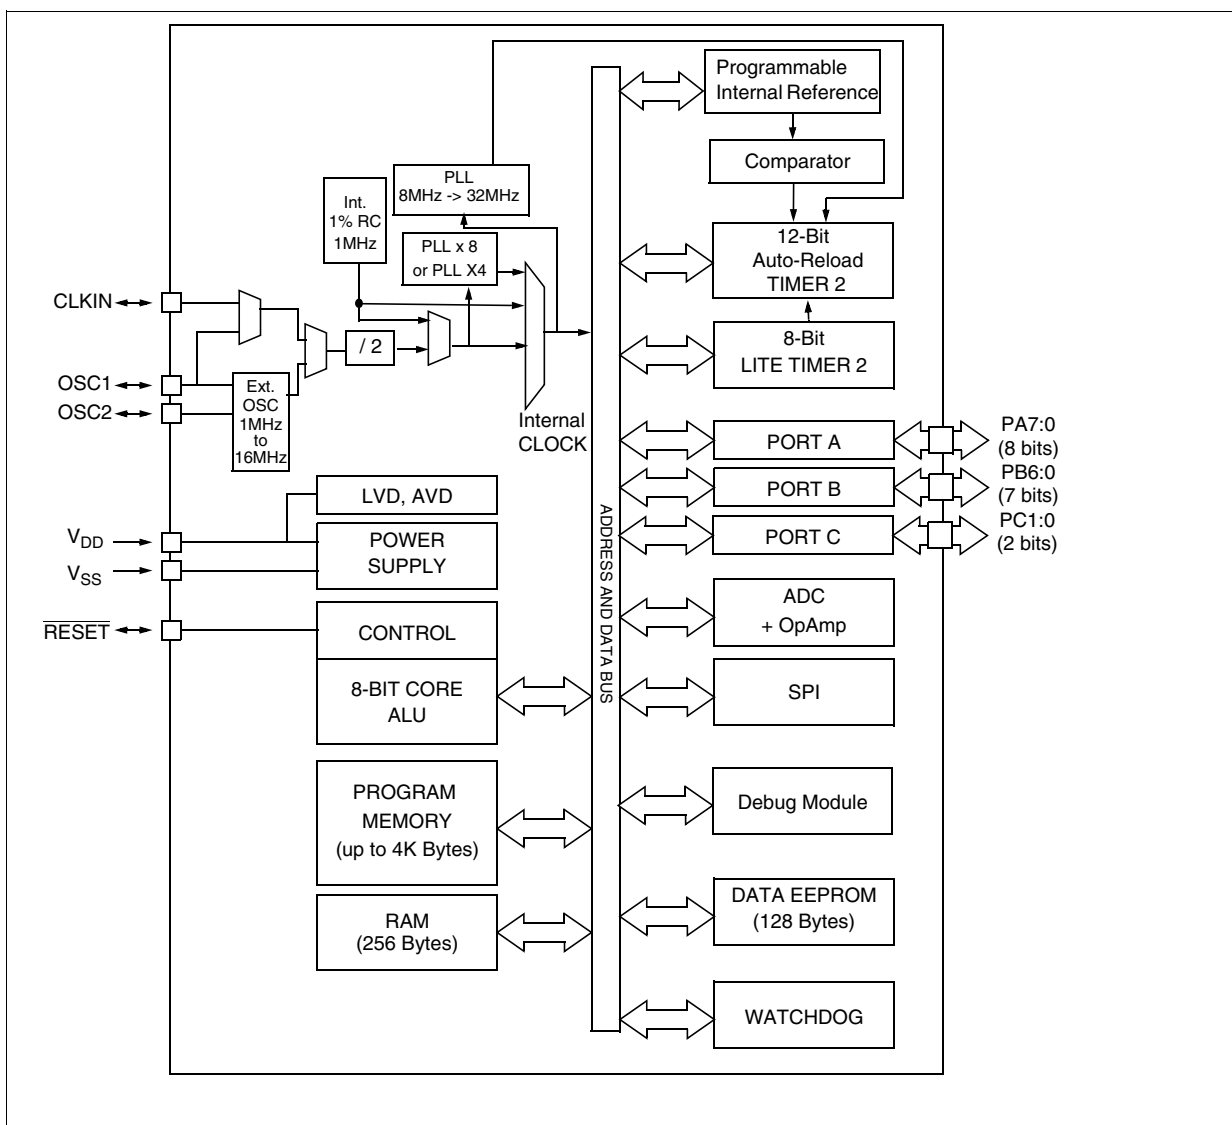 Programmable
Internal Reference
Comparator
PLL
8MHz -> 32MHz
Int.
1% RC
1MHz
12-Bit
Auto-Reload
TIMER 2
PLL x 8
or PLL X4
CLKIN
8-Bit
LITE TIMER 2
/ 2
OSC1
OSC2
Ext.
OSC
1MHz
to
16MHz
Internal
CLOCK
PORT A
PA7:0
(8 bits)
PORT B
PB6:0
(7 bits)
PORT C
PC1:0
(2 bits)
LVD, AVD
VDD
VSS
POWER
SUPPLY
ADDRESS AND DATA BUS
ADC
+ OpAmp
RESET
CONTROL
8-BIT CORE
ALU
SPI
PROGRAM
MEMORY
(up to 4K Bytes)
Debug Module
RAM
(256 Bytes)
DATA EEPROM
(128 Bytes)
WATCHDOG